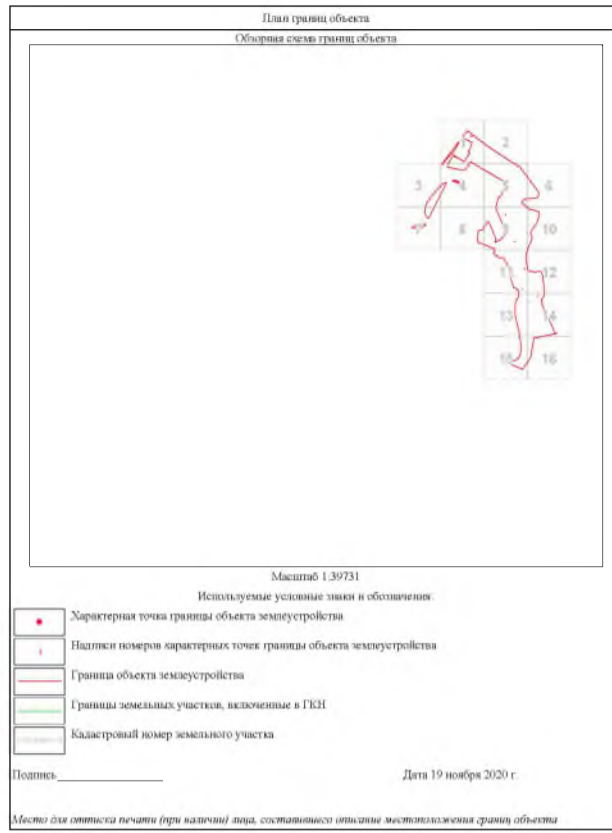 План границ объекта
Обзорная схема границ объекта
1 2
3 4 5 6
7 8 9 10
11 12
13 14
15 16
Масштаб 1:39731
Используемые условные знаки и обозначения:
Характерная точка границы объекта землеустройства
Надписи номеров характерных точек границы объекта землеустройства
Граница объекта землеустройства
Границы земельных участков, включенные в ГКН
Кадастровый номер земельного участка
Подпись Дата 19 ноября 2020 г.
Место для оттиска печати (при наличии) лица, составившего описание местоположения границ объекта